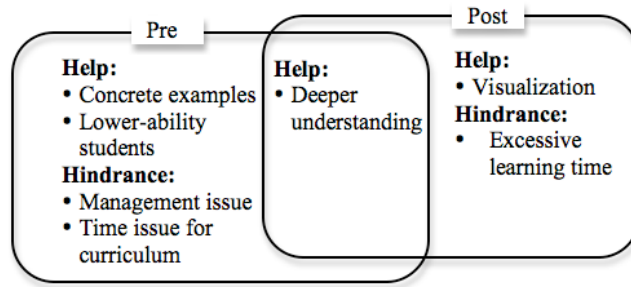 Pre
Post
Help:
• Concrete examples
• Lower-ability
students
Hindrance:
• Management issue
• Time issue for
curriculum
Help:
• Deeper
understanding
Help:
• Visualization
Hindrance:
• Excessive
learning time